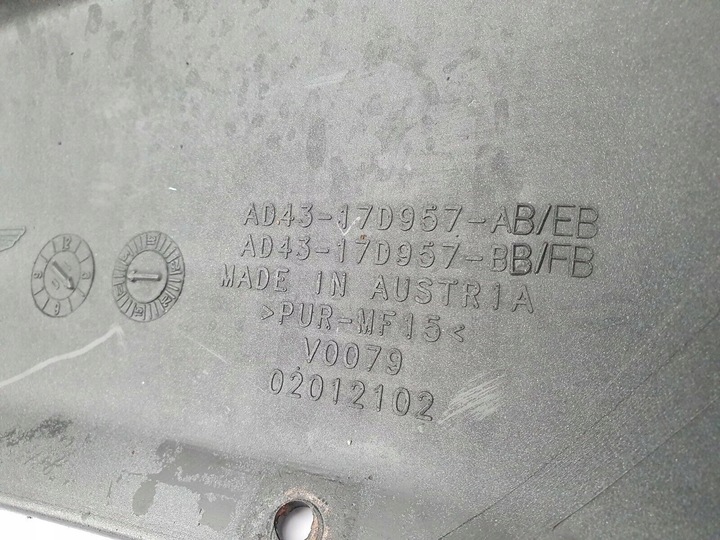 AD43-17D957-AB/EB
AD43-17D957-BB/FB
MADE IN AUSTRIA
>PUR-MF15<
V0079
02012102